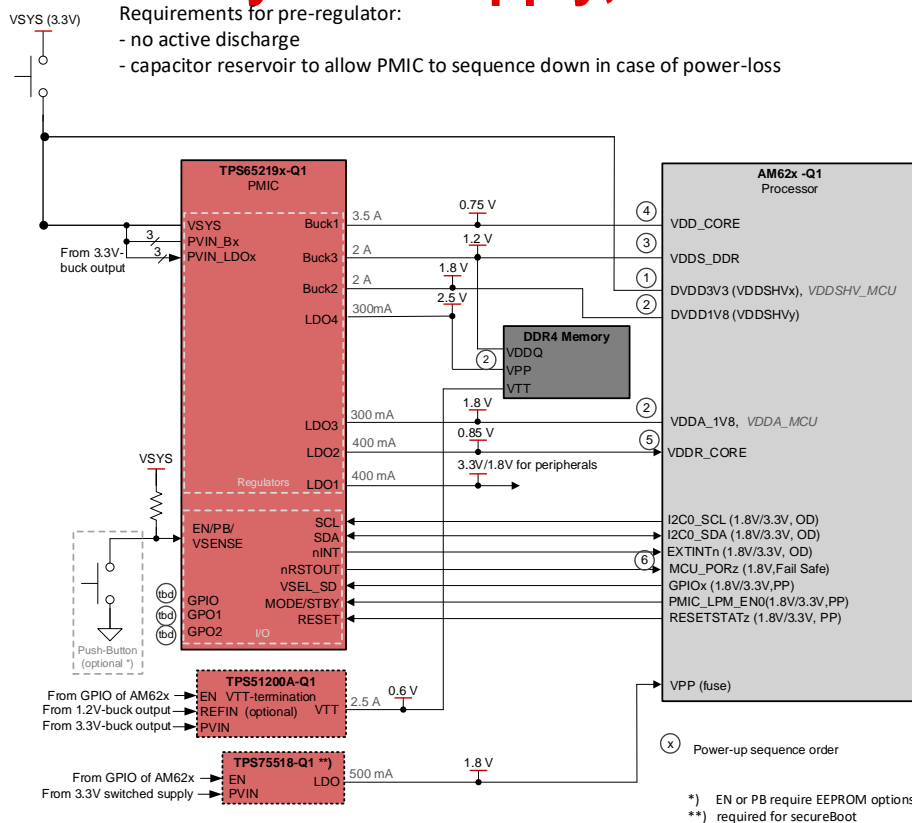 VSYS (3.3V)
Requirements for pre-regulator:
- no active discharge
- capacitor reservoir to allow PMIC to sequence down in case of power-loss
TPS65219x-Q1
PMIC
AM62x -Q1
Processor
VSYS
PVIN_Bx
PVIN_LDOx
3
3
From 3.3V-
buck output
Buck1
3.5 A
0.75 V
4
VDD_CORE
Buck3
2 A
1.2 V
3
VDDS_DDR
Buck2
2 A
1.8 V
1
DVDD3V3 (VDDSHVx), VDDSHV_MCU
LDO4
300mA
2.5 V
2
DVDD1V8 (VDDSHVy)
DDR4 Memory
VDDQ
2
VPP
VTT
LDO3
300 mA
1.8 V
2
VDDA_1V8, VDDA_MCU
LDO2
400 mA
0.85 V
5
VDDR_CORE
LDO1
400 mA
3.3V/1.8V for peripherals
Regulators
VSYS
EN/PB/
VSENSE
SCL
I2C0_SCL (1.8V/3.3V, OD)
SDA
I2C0_SDA (1.8V/3.3V, OD)
nINT
EXTINTn (1.8V/3.3V, OD)
nRSTOUT
6
MCU_PORz (1.8V,Fail Safe)
VSEL_SD
GPIOx (1.8V/3.3V,PP)
MODE/STBY
PMIC_LPM_EN0(1.8V/3.3V,PP)
RESET
RESETSTATz (1.8V/3.3V, PP)
tbd
GPIO
tbd
GPO1
tbd
GPO2
I/O
Push-Button
(optional *)
TPS51200A-Q1
From GPIO of AM62x
EN VTT-termination
From 1.2V-buck output
REFIN (optional)
VTT
2.5 A
0.6 V
From 3.3V-buck output
PVIN
VPP (fuse)
TPS75518-Q1 **)
From GPIO of AM62x
EN
LDO
500 mA
1.8 V
From 3.3V switched supply
PVIN
x
Power-up sequence order
*) EN or PB require EEPROM options
**) required for secureBoot